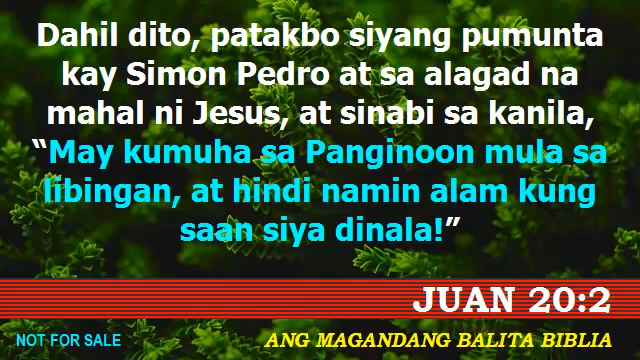 Dahil dito, patakbo siyang pumunta
kay Simon Pedro at sa alagad na
mahal ni Jesus, at sinabi sa kanila,
“May kumuha sa Panginoon mula sa
libingan, at hindi namin alam kung
saan siya dinala!”
JUAN 20:2
NOT FOR SALE
ANG MAGANDANG BALITA BIBLIA